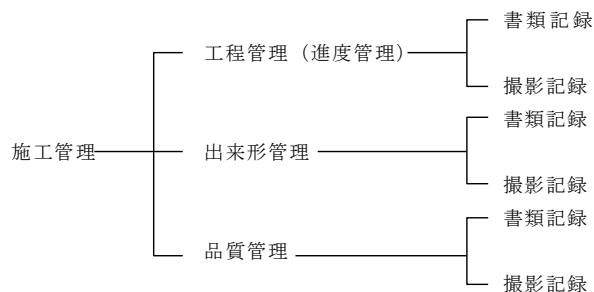 書類記録
工程管理（進度管理）
撮影記録
書類記録
施工管理
出来形管理
撮影記録
書類記録
品質管理
撮影記録